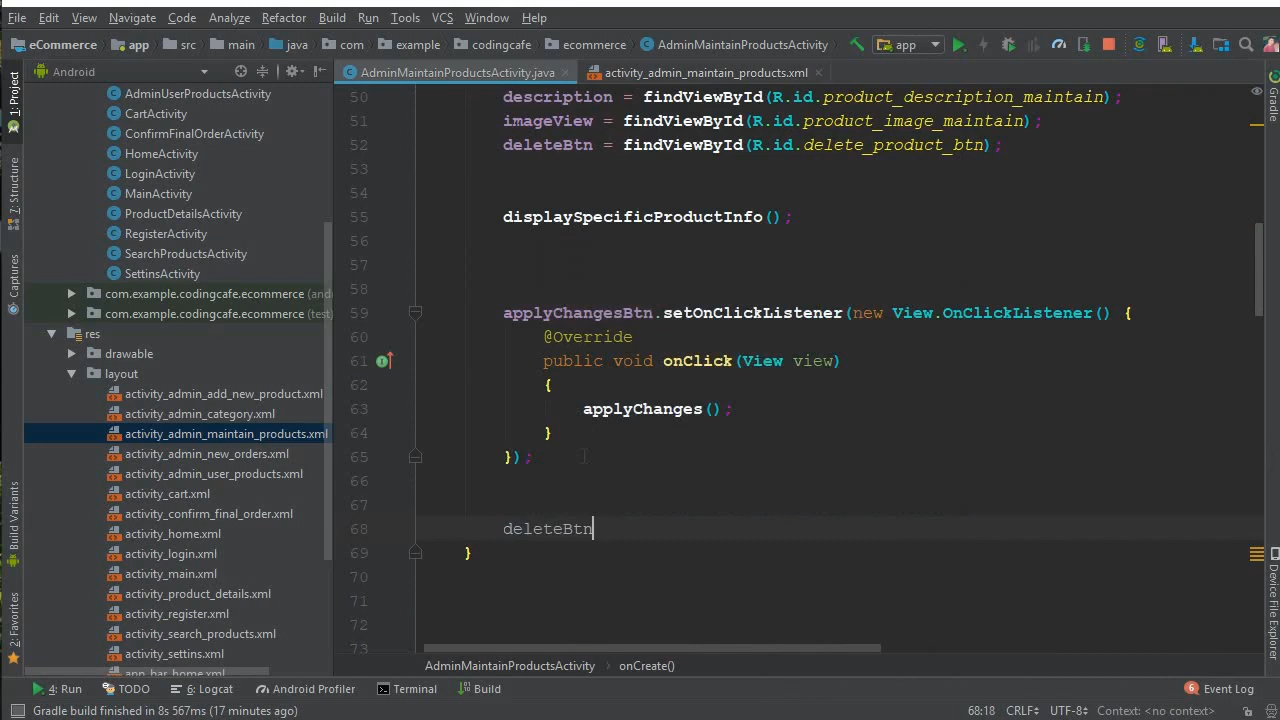 File Edit View Navigate Code Analyze Refactor Build Run Tools VCS Window Help
eCommerce app src main java com example codingcafe ecommerce AdminMaintainProductsActivity app
Android AdminMaintainProductsActivity.java activity_admin_maintain_products.xml
1: Project
7: Structure
Captures
Build Variants
2: Favorites
AdminUserProductsActivity
CartActivity
ConfirmFinalOrderActivity
HomeActivity
LoginActivity
MainActivity
ProductDetailsActivity
RegisterActivity
SearchProductsActivity
SettinsActivity
com.example.codingcafe.ecommerce (and
com.example.codingcafe.ecommerce (test)
res
drawable
layout
activity_admin_add_new_product.xml
activity_admin_category.xml
activity_admin_maintain_products.xml
activity_admin_new_orders.xml
activity_admin_user_products.xml
activity_cart.xml
activity_confirm_final_order.xml
activity_home.xml
activity_login.xml
activity_main.xml
activity_product_details.xml
activity_register.xml
activity_search_products.xml
activity_settins.xml
app_bar_home.xml
50 description = findViewById(R.id.product_description_maintain);
51 imageView = findViewById(R.id.product_image_maintain);
52 deleteBtn = findViewById(R.id.delete_product_btn);
53
54
55 displaySpecificProductInfo();
56
57
58
59 applyChangesBtn.setOnClickListener(new View.OnClickListener() {
60 @Override
61 public void onClick(View view)
62 {
63 applyChanges();
64 }
65 });
66
67
68 deleteBtn
69 }
70
71
72
73
AdminMaintainProductsActivity onCreate()
Gradle
Device File Explorer
4: Run TODO 6: Logcat Android Profiler Terminal Build 6 Event Log
Gradle build finished in 8s 567ms (17 minutes ago) 68:18 CRLF UTF-8 Context: <no context>